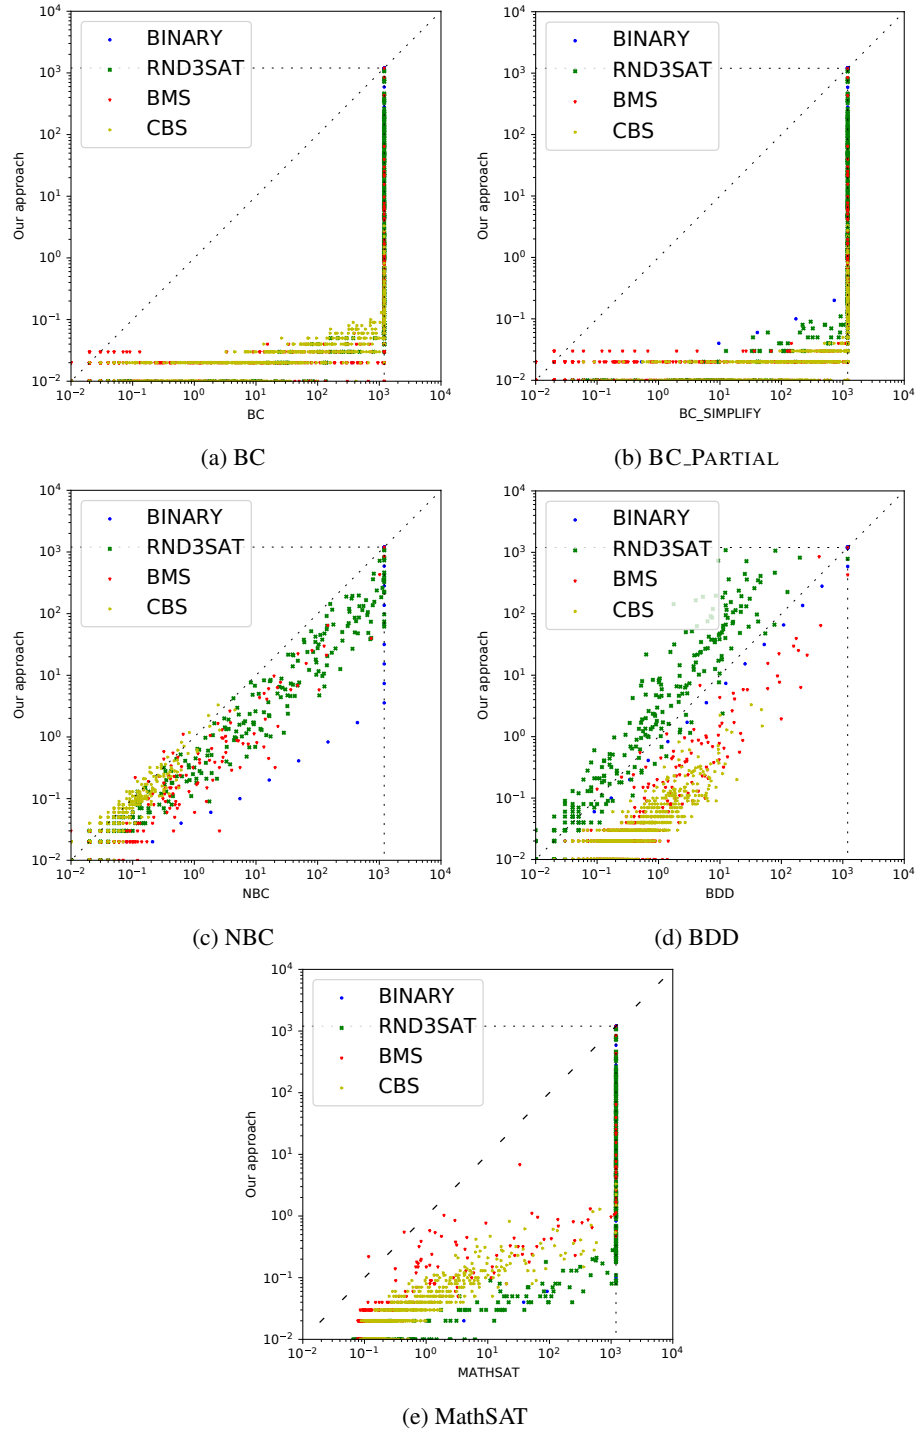 10^4
10^3
10^2
10^1
10^0
10^-1
10^-2
Our approach
BINARY
RND3SAT
BMS
CBS
10^-2 10^-1 10^0 10^1 10^2 10^3 10^4
BC
(a) BC
10^4
10^3
10^2
10^1
10^0
10^-1
10^-2
Our approach
BINARY
RND3SAT
BMS
CBS
10^-2 10^-1 10^0 10^1 10^2 10^3 10^4
BC_SIMPLIFY
(b) BC_PARTIAL
10^4
10^3
10^2
10^1
10^0
10^-1
10^-2
Our approach
BINARY
RND3SAT
BMS
CBS
10^-2 10^-1 10^0 10^1 10^2 10^3 10^4
NBC
(c) NBC
10^4
10^3
10^2
10^1
10^0
10^-1
10^-2
Our approach
BINARY
RND3SAT
BMS
CBS
10^-2 10^-1 10^0 10^1 10^2 10^3 10^4
BDD
(d) BDD
10^4
10^3
10^2
10^1
10^0
10^-1
10^-2
Our approach
BINARY
RND3SAT
BMS
CBS
10^-2 10^-1 10^0 10^1 10^2 10^3 10^4
MATHSAT
(e) MathSAT